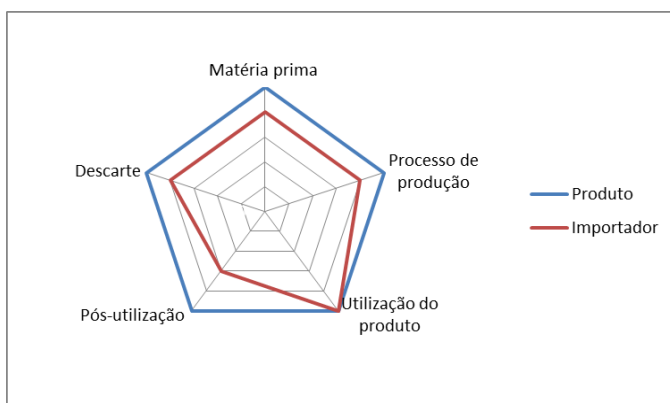 Matéria prima
Processo de
produção
Utilização do
produto
Pós-utilização
Descarte
Produto
Importador